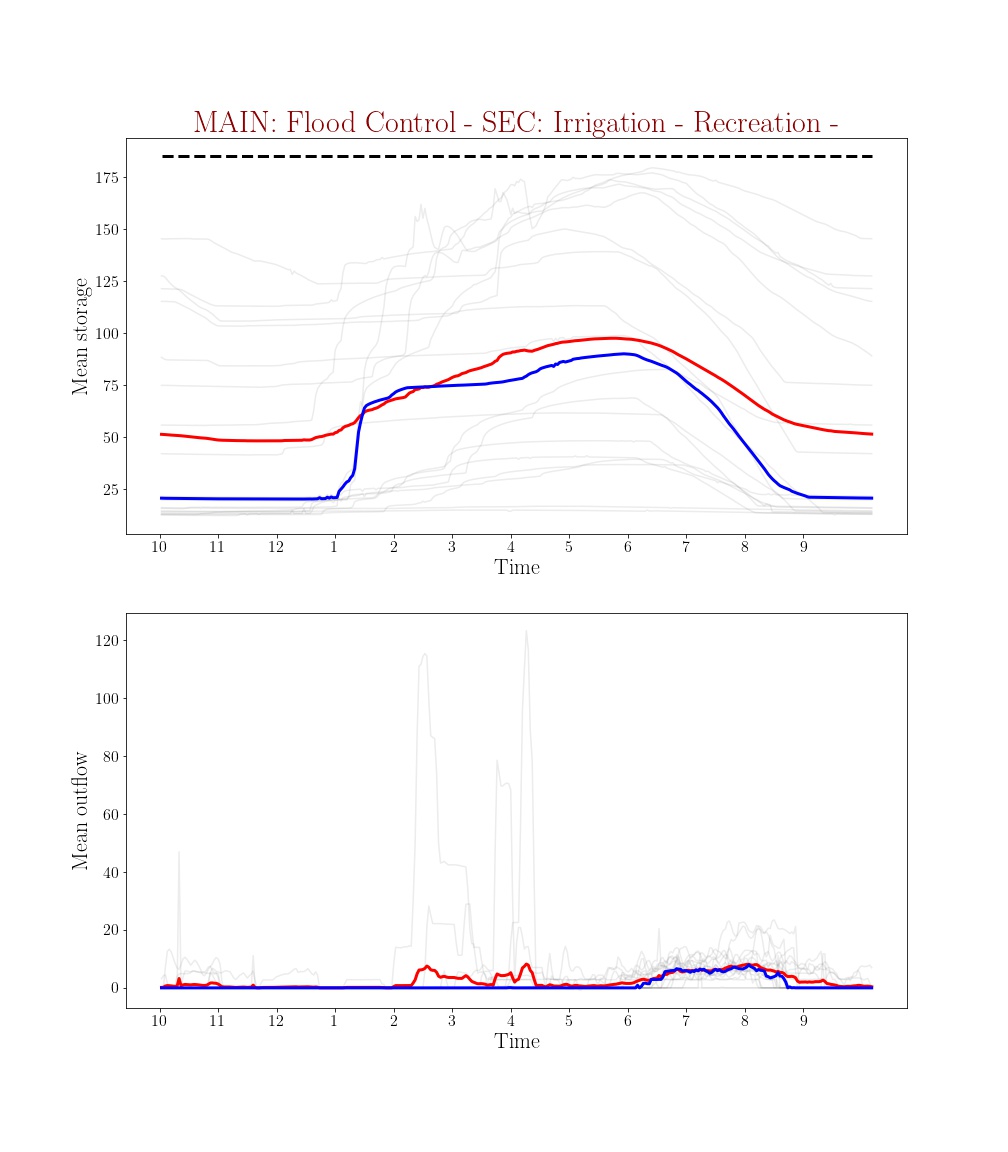 MAIN: Flood Control - SEC: Irrigation - Recreation -
175
150
125
100
75
50
25
Mean storage
10 11 12 1 2 3 4 5 6 7 8 9
Time
120
100
80
60
40
20
0
Mean outflow
10 11 12 1 2 3 4 5 6 7 8 9
Time